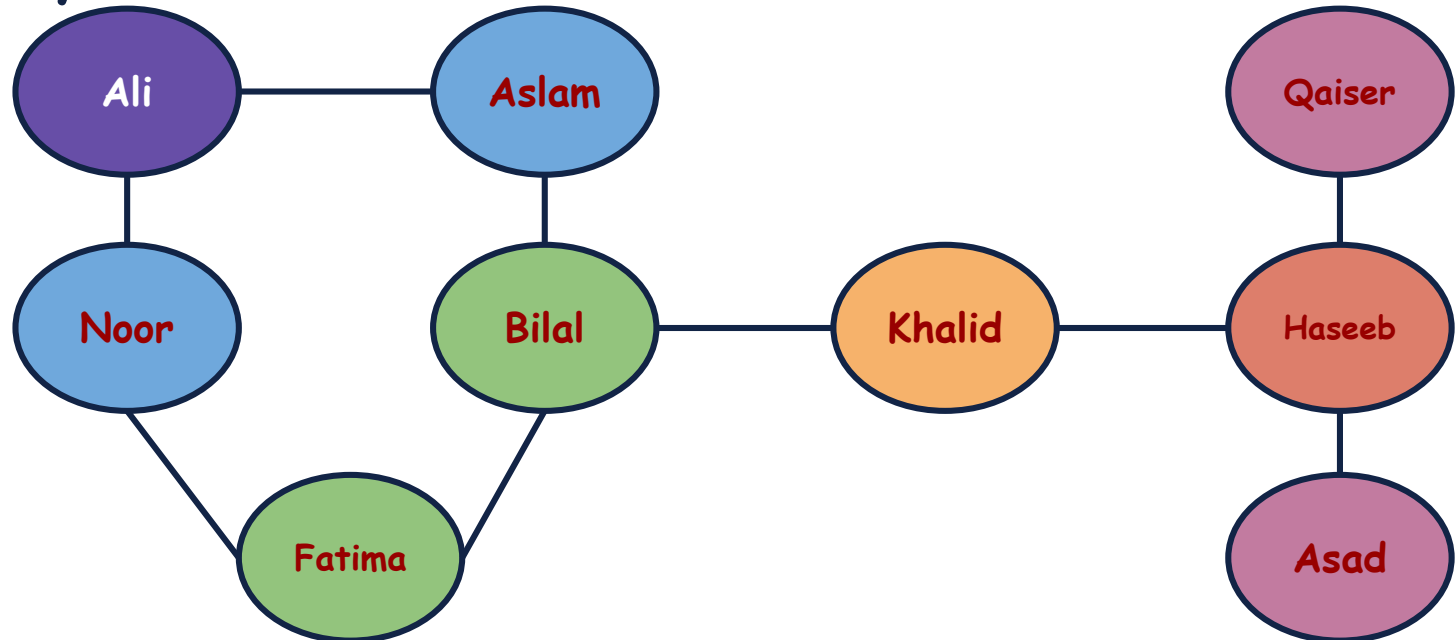 Ali
Aslam
Qaiser
Noor
Bilal
Khalid
Haseeb
Fatima
Asad